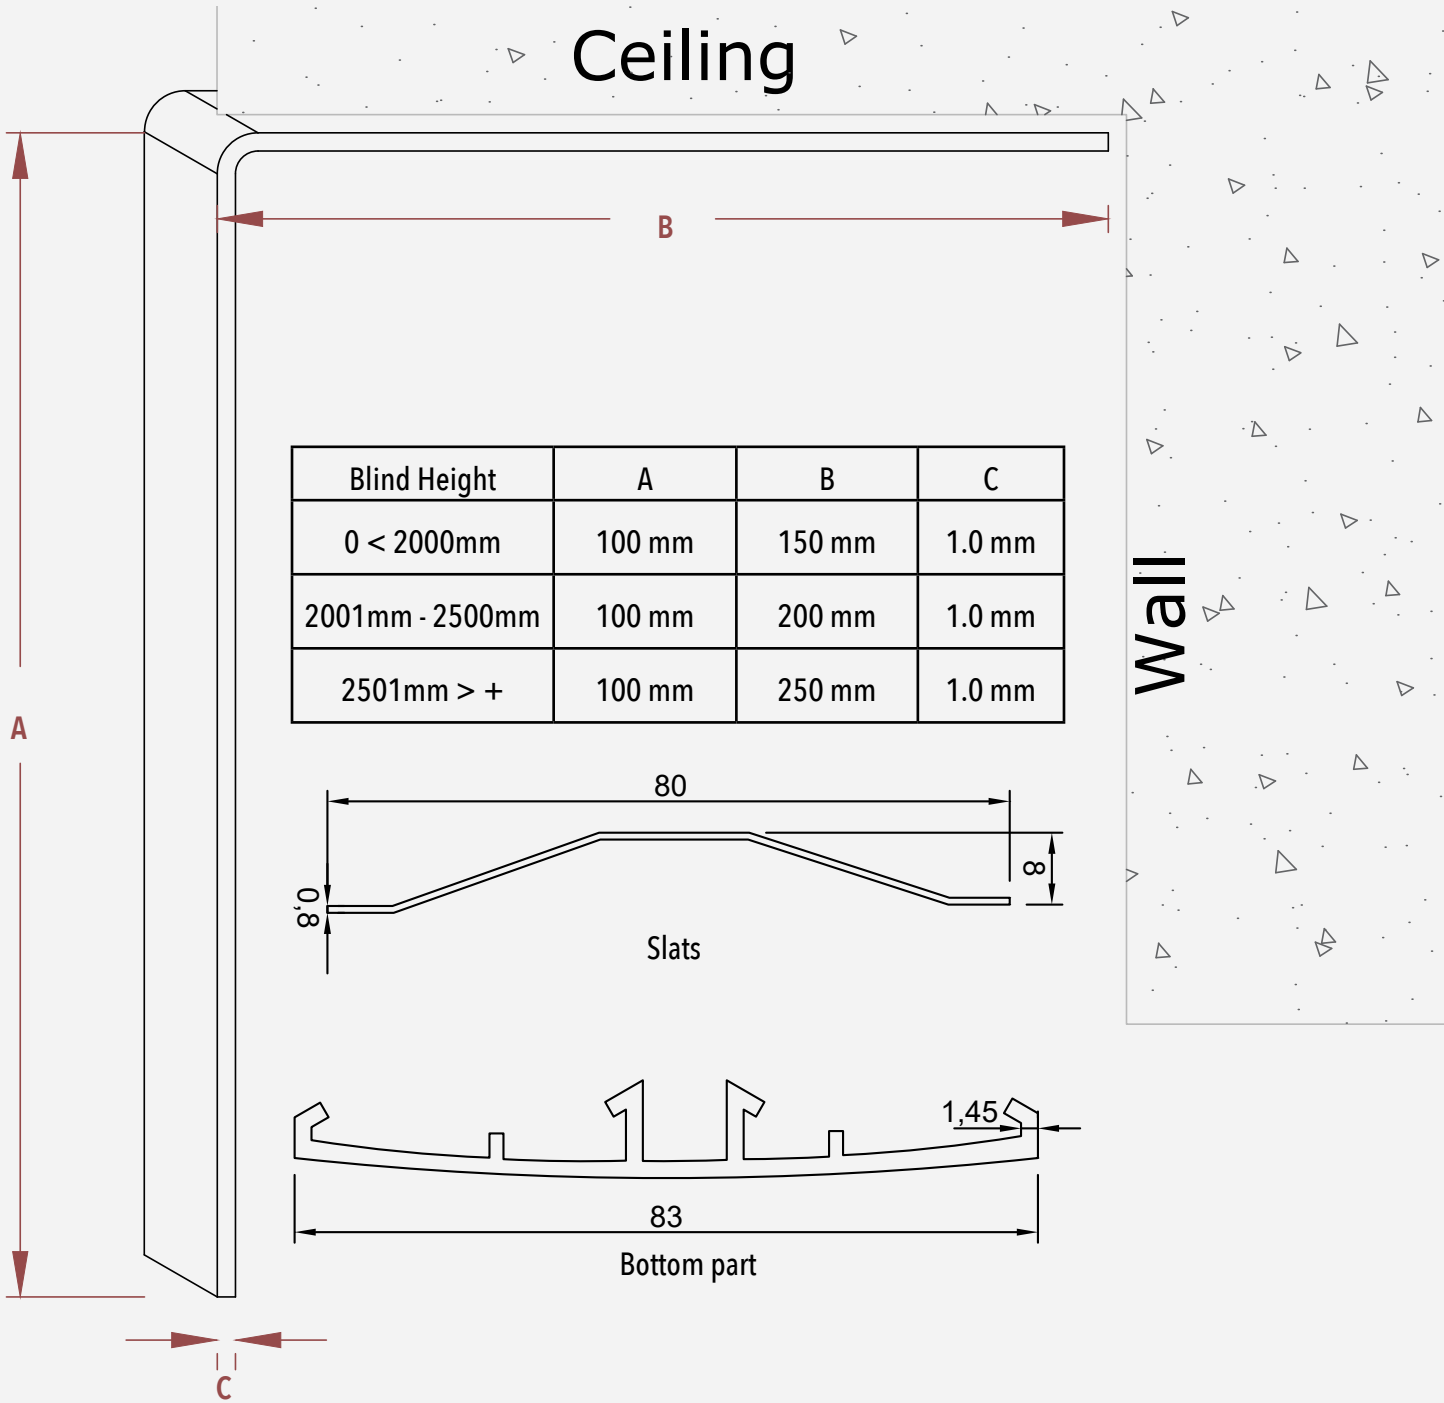 Ceiling
B
Blind Height A B C
0 < 2000mm 100 mm 150 mm 1.0 mm
2001mm - 2500mm 100 mm 200 mm 1.0 mm
2501mm > + 100 mm 250 mm 1.0 mm
Wall
A
80
8
0,8
Slats
1,45
83
Bottom part
C